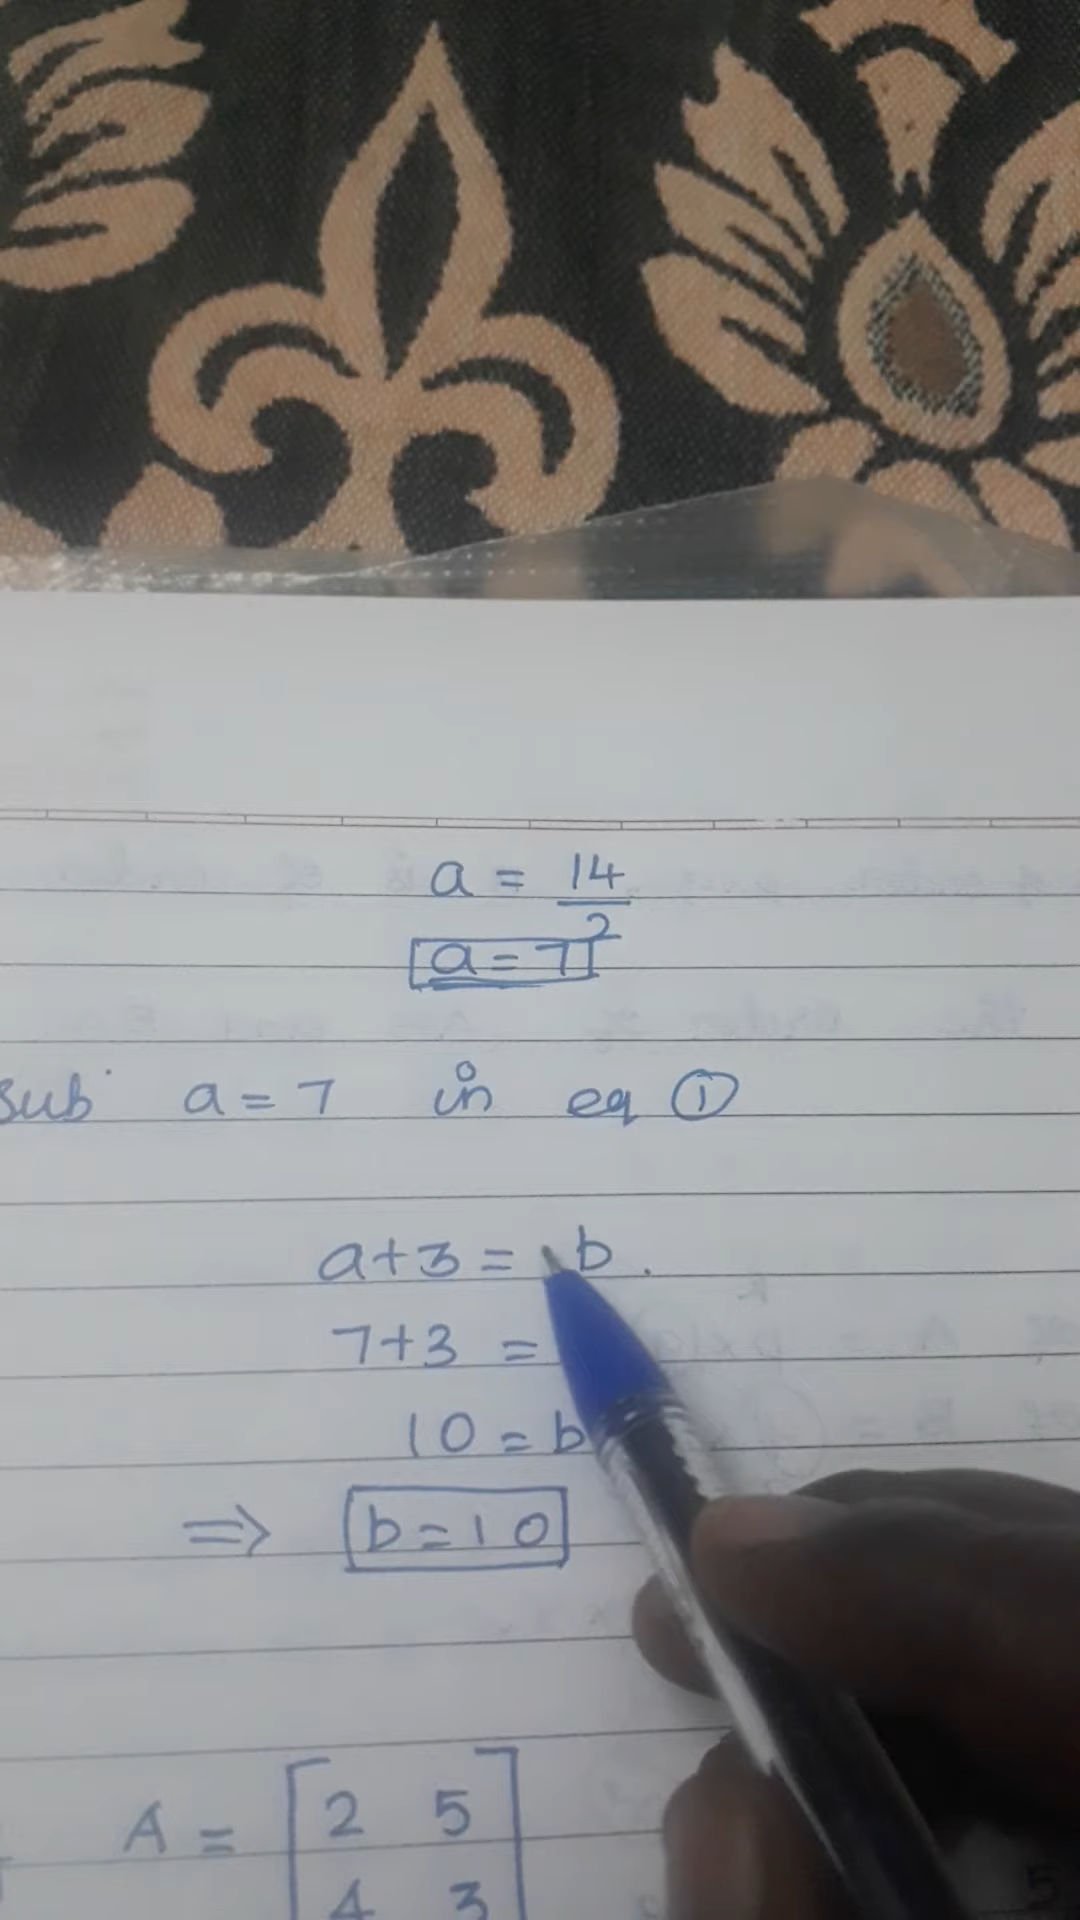 a = 14/2
a = 7
Sub a = 7 in eq ①
a+3 = b.
7+3 =
10 = b
⇒ b = 10
A = [2 5
4 3